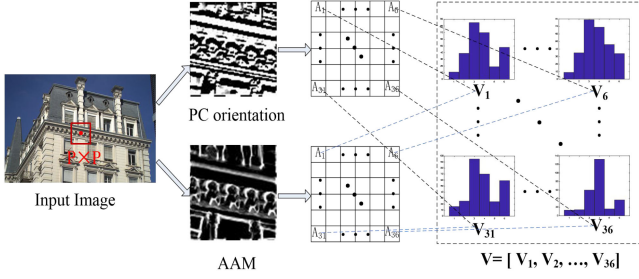 A1 A6
A31 A36
PC orientation
P×P
Input Image
A1 A6
A31 A36
AAM
V1 V6
V31 V36
V= [ V1, V2, …, V36]